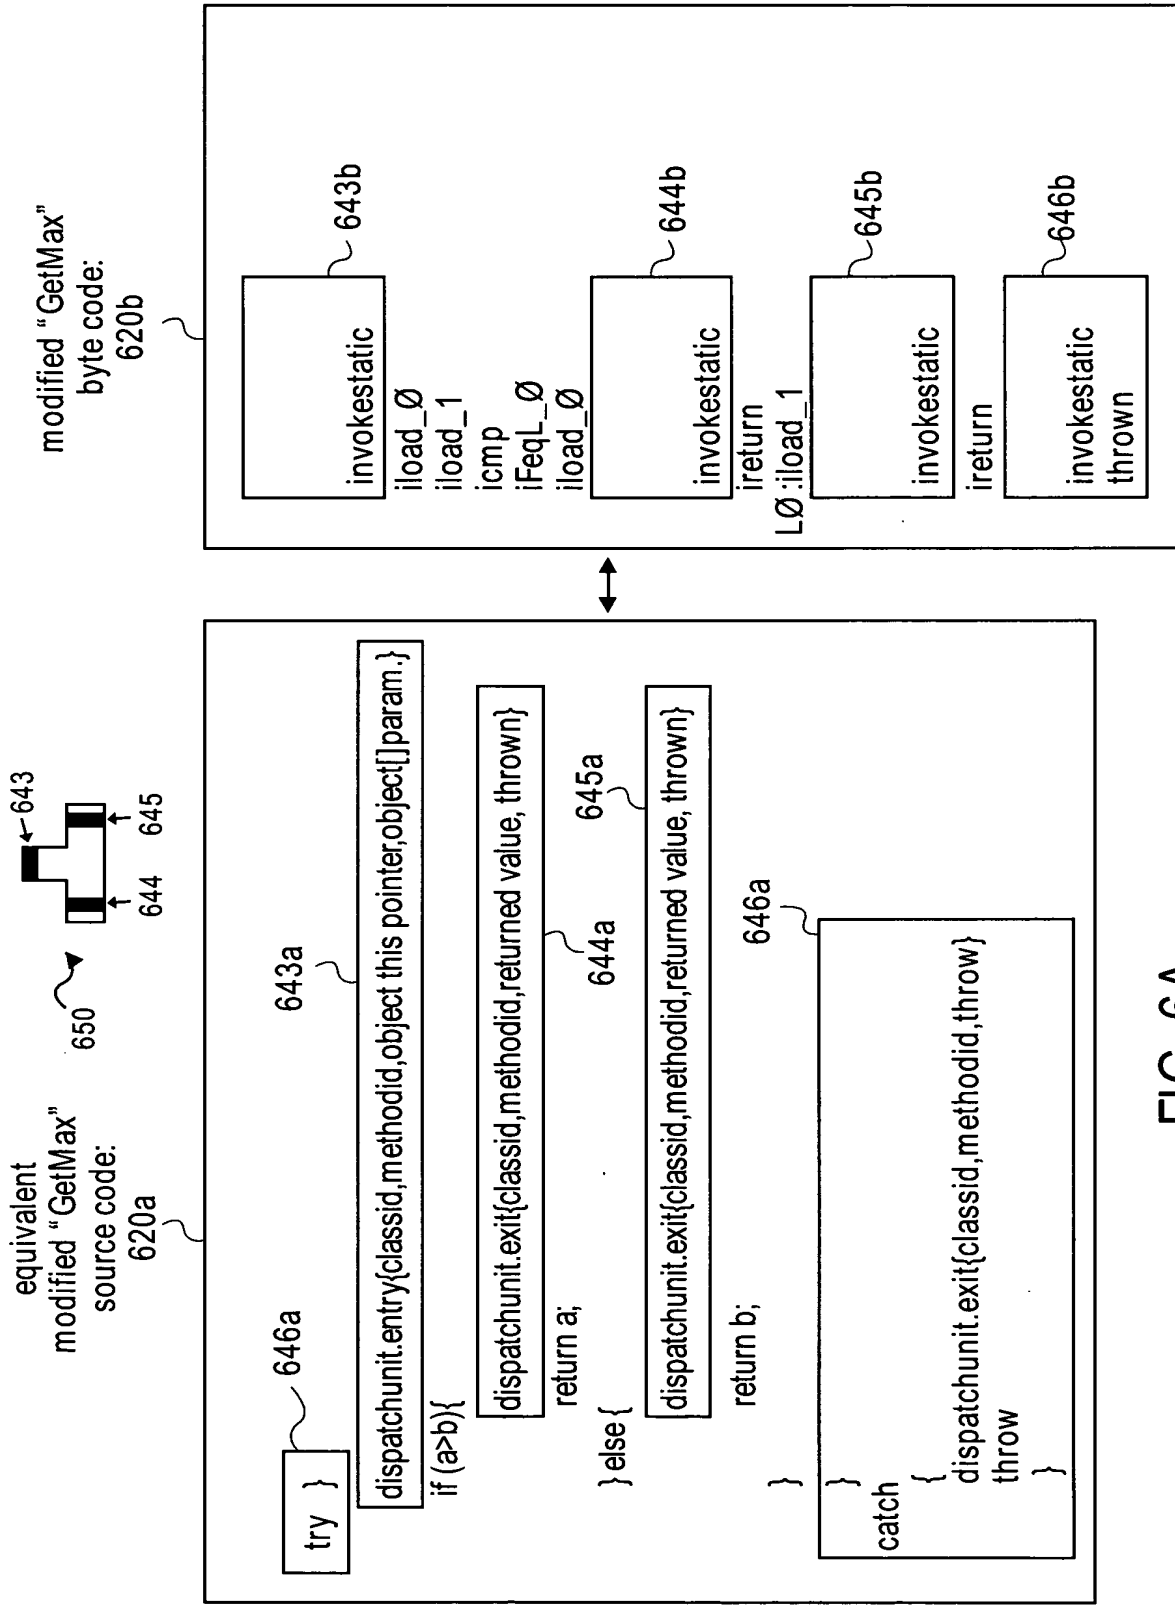 equivalent
modified “GetMax”
source code:
620a
650
643
644
645
646a
try }
643a
dispatchunit.entry{classid,methodid,object this pointer,object[]param.}
if (a>b){
dispatchunit.exit{classid,methodid,returned value, thrown}
644a
return a;
} else {
645a
dispatchunit.exit{classid,methodid,returned value, thrown}
return b;
}
646a
}
catch
{
dispatchunit.exit{classid,methodid,throw}
throw
}
modified “GetMax”
byte code:
620b
643b
invokestatic
iload_Ø
iload_1
icmp
iFeqL_Ø
iload_Ø
644b
invokestatic
ireturn
LØ:iload_1
645b
invokestatic
ireturn
646b
invokestatic
thrown
FIG. 6A